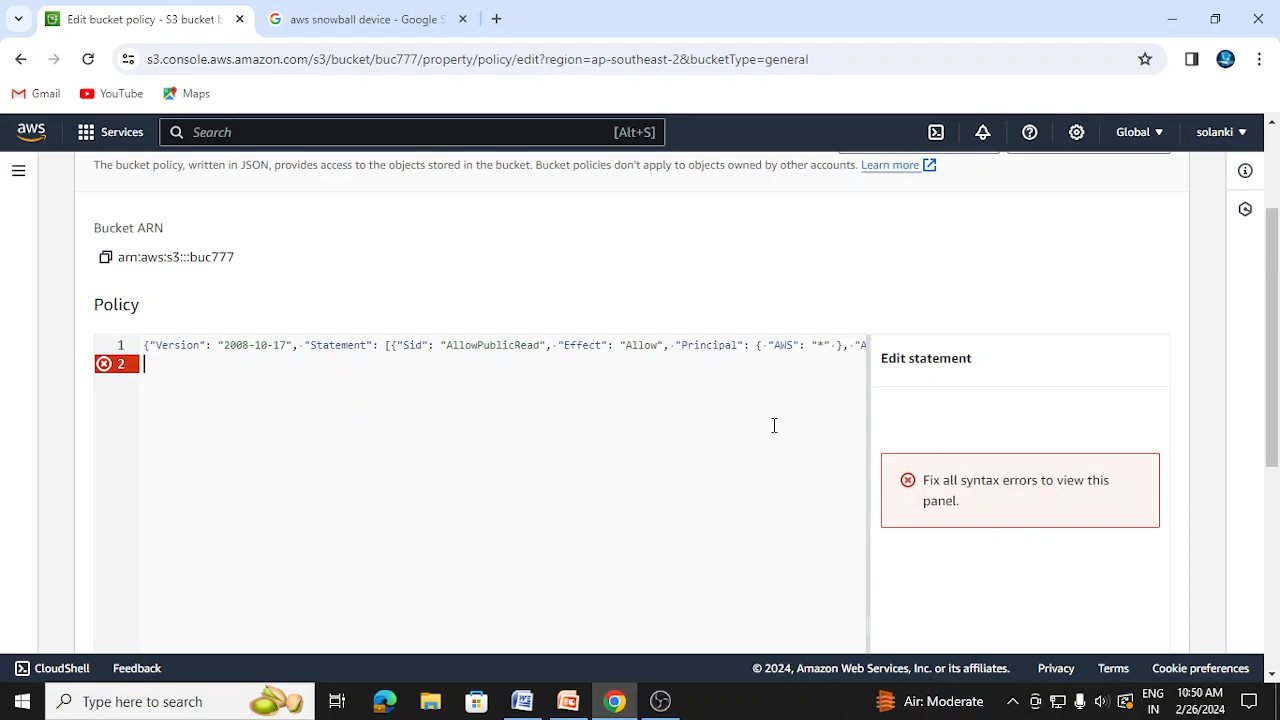 Edit bucket policy - S3 bucket b
aws snowball device - Google S
s3.console.aws.amazon.com/s3/bucket/buc777/property/policy/edit?region=ap-southeast-2&bucketType=general
Gmail
YouTube
Maps
aws
Services
Search
[Alt+S]
Global
solanki
The bucket policy, written in JSON, provides access to the objects stored in the bucket. Bucket policies don't apply to objects owned by other accounts. Learn more
Bucket ARN
arn:aws:s3:::buc777
Policy
1 {"Version": "2008-10-17", "Statement": [{"Sid": "AllowPublicRead", "Effect": "Allow", "Principal": { "AWS": "*" }, "A
2
Edit statement
Fix all syntax errors to view this
panel.
CloudShell
Feedback
© 2024, Amazon Web Services, Inc. or its affiliates.
Privacy
Terms
Cookie preferences
Type here to search
Air: Moderate
ENG
IN
10:50 AM
2/26/2024